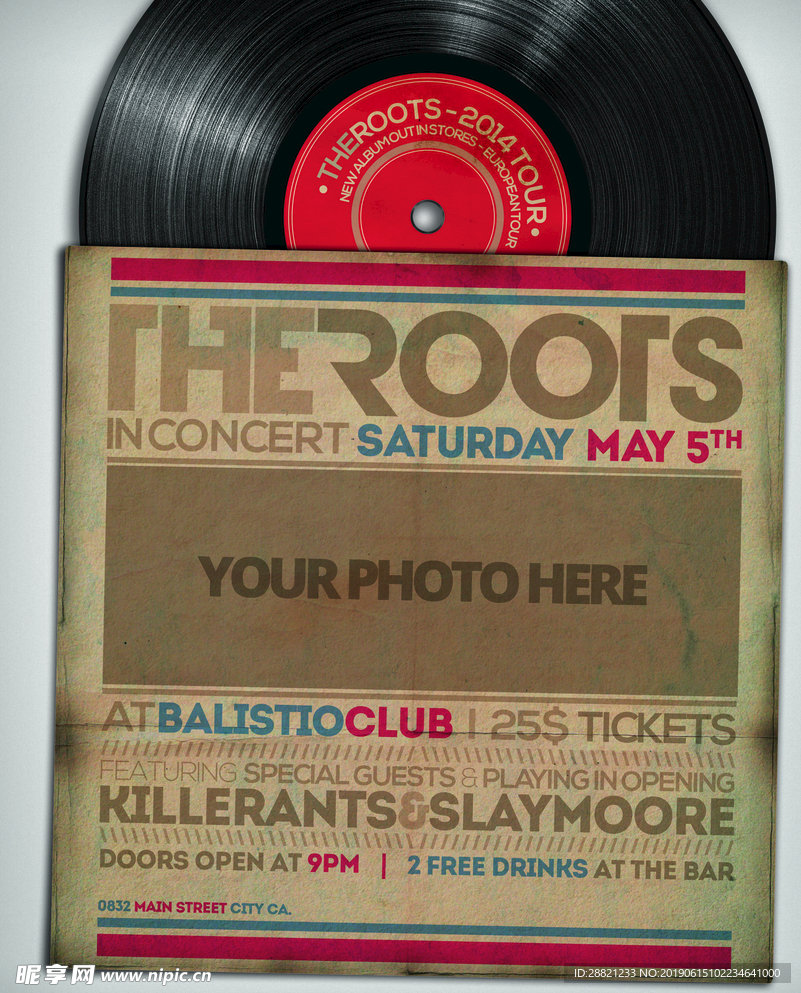 THEROOTS - 2014 TOUR
NEW ALBUM OUT IN STORES - EUROPEAN TOUR
THEROOTS
IN CONCERT SATURDAY MAY 5TH
YOUR PHOTO HERE
AT BALISTIOCLUB | 25$ TICKETS
FEATURING SPECIAL GUESTS & PLAYING IN OPENING
KILLERANTS&SLAYMOORE
DOORS OPEN AT 9PM | 2 FREE DRINKS AT THE BAR
0832 MAIN STREET CITY CA.
昵享网 www.nipic.cn
ID:28821233 NO:20190615102234641000